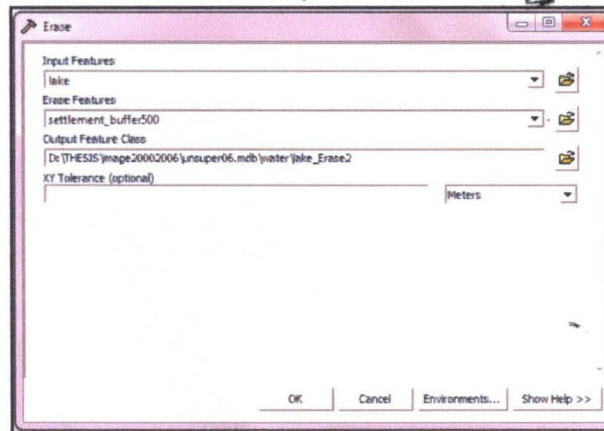 Erase
Input Features
lake
Erase Features
settlement_buffer500
Output Feature Class
D:\THESIS\image20002006\unsuper06.mdb\water\lake_Erase2
XY Tolerance (optional)
Meters
OK Cancel Environments... Show Help >>